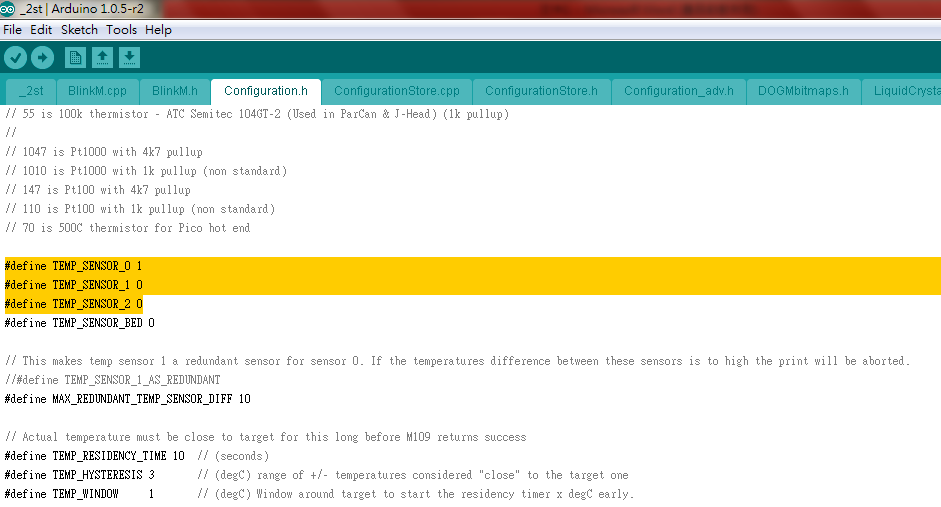 _2st | Arduino 1.0.5-r2
File Edit Sketch Tools Help
_2st BlinkM.cpp BlinkM.h Configuration.h ConfigurationStore.cpp ConfigurationStore.h Configuration_adv.h DOGMbitmaps.h LiquidCrysta
// 55 is 100k thermistor - ATC Semitec 104GT-2 (Used in ParCan & J-Head) (1k pullup)
//
// 1047 is Pt1000 with 4k7 pullup
// 1010 is Pt1000 with 1k pullup (non standard)
// 147 is Pt100 with 4k7 pullup
// 110 is Pt100 with 1k pullup (non standard)
// 70 is 500C thermistor for Pico hot end
#define TEMP_SENSOR_0 1
#define TEMP_SENSOR_1 0
#define TEMP_SENSOR_2 0
#define TEMP_SENSOR_BED 0
// This makes temp sensor 1 a redundant sensor for sensor 0. If the temperatures difference between these sensors is to high the print will be aborted.
//#define TEMP_SENSOR_1_AS_REDUNDANT
#define MAX_REDUNDANT_TEMP_SENSOR_DIFF 10
// Actual temperature must be close to target for this long before M109 returns success
#define TEMP_RESIDENCY_TIME 10 // (seconds)
#define TEMP_HYSTERESIS 3 // (degC) range of +/- temperatures considered "close" to the target one
#define TEMP_WINDOW 1 // (degC) Window around target to start the residency timer x degC early.